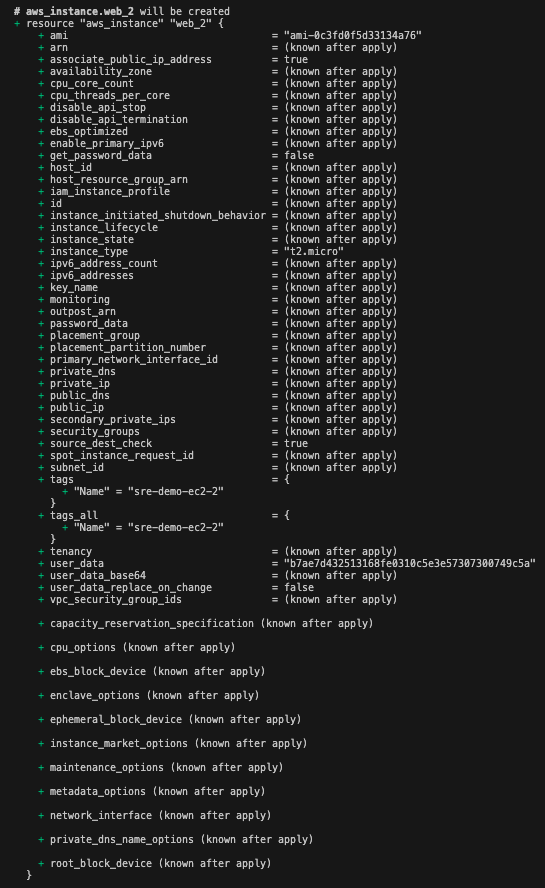 # aws_instance.web_2 will be created
+ resource "aws_instance" "web_2" {
+ ami = "ami-0c3fd0f5d33134a76"
+ arn = (known after apply)
+ associate_public_ip_address = true
+ availability_zone = (known after apply)
+ cpu_core_count = (known after apply)
+ cpu_threads_per_core = (known after apply)
+ disable_api_stop = (known after apply)
+ disable_api_termination = (known after apply)
+ ebs_optimized = (known after apply)
+ enable_primary_ipv6 = (known after apply)
+ get_password_data = false
+ host_id = (known after apply)
+ host_resource_group_arn = (known after apply)
+ iam_instance_profile = (known after apply)
+ id = (known after apply)
+ instance_initiated_shutdown_behavior = (known after apply)
+ instance_lifecycle = (known after apply)
+ instance_state = (known after apply)
+ instance_type = "t2.micro"
+ ipv6_address_count = (known after apply)
+ ipv6_addresses = (known after apply)
+ key_name = (known after apply)
+ monitoring = (known after apply)
+ outpost_arn = (known after apply)
+ password_data = (known after apply)
+ placement_group = (known after apply)
+ placement_partition_number = (known after apply)
+ primary_network_interface_id = (known after apply)
+ private_dns = (known after apply)
+ private_ip = (known after apply)
+ public_dns = (known after apply)
+ public_ip = (known after apply)
+ secondary_private_ips = (known after apply)
+ security_groups = (known after apply)
+ source_dest_check = true
+ spot_instance_request_id = (known after apply)
+ subnet_id = (known after apply)
+ tags = {
+ "Name" = "sre-demo-ec2-2"
}
+ tags_all = {
+ "Name" = "sre-demo-ec2-2"
}
+ tenancy = (known after apply)
+ user_data = "b7ae7d432513168fe0310c5e3e57307300749c5a"
+ user_data_base64 = (known after apply)
+ user_data_replace_on_change = false
+ vpc_security_group_ids = (known after apply)
+ capacity_reservation_specification (known after apply)
+ cpu_options (known after apply)
+ ebs_block_device (known after apply)
+ enclave_options (known after apply)
+ ephemeral_block_device (known after apply)
+ instance_market_options (known after apply)
+ maintenance_options (known after apply)
+ metadata_options (known after apply)
+ network_interface (known after apply)
+ private_dns_name_options (known after apply)
+ root_block_device (known after apply)
}